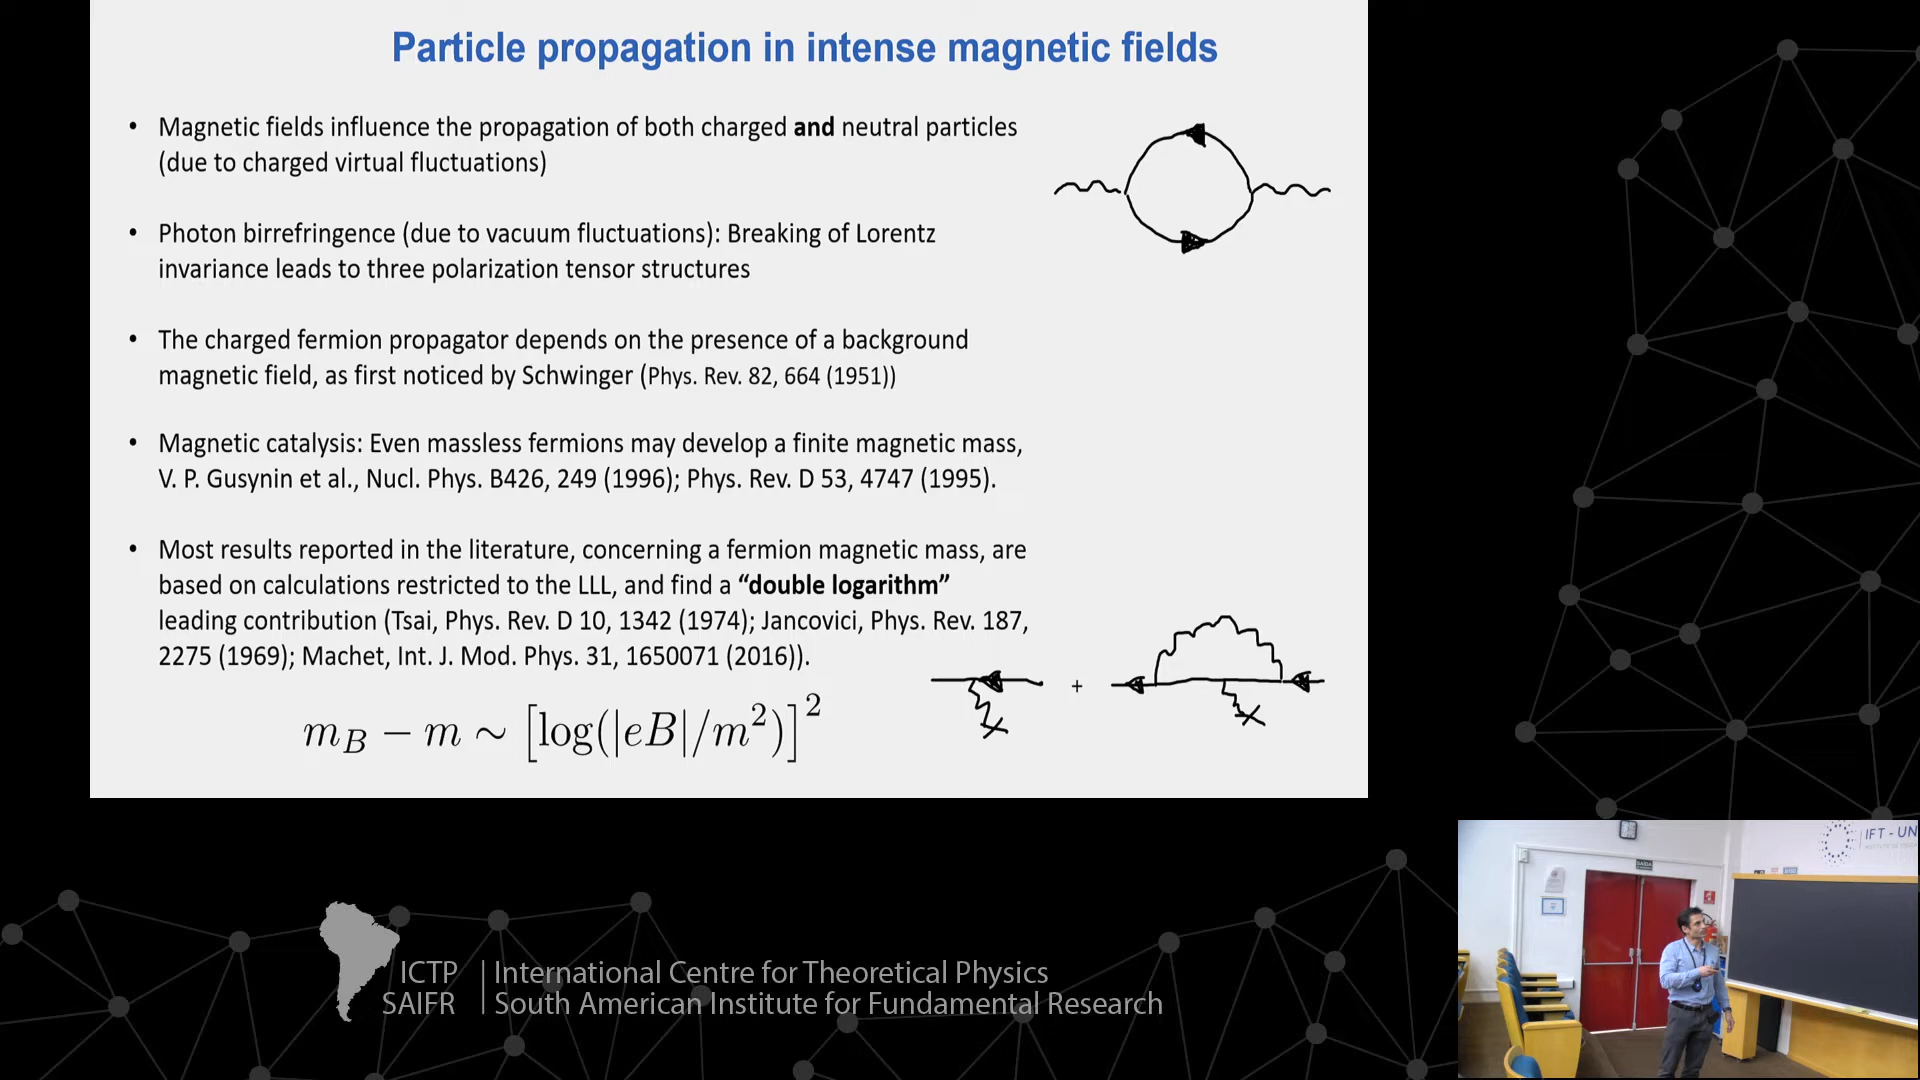 Particle propagation in intense magnetic fields
• Magnetic fields influence the propagation of both charged and neutral particles
(due to charged virtual fluctuations)
• Photon birrefringence (due to vacuum fluctuations): Breaking of Lorentz
invariance leads to three polarization tensor structures
• The charged fermion propagator depends on the presence of a background
magnetic field, as first noticed by Schwinger (Phys. Rev. 82, 664 (1951))
• Magnetic catalysis: Even massless fermions may develop a finite magnetic mass,
V. P. Gusynin et al., Nucl. Phys. B426, 249 (1996); Phys. Rev. D 53, 4747 (1995).
• Most results reported in the literature, concerning a fermion magnetic mass, are
based on calculations restricted to the LLL, and find a “double logarithm”
leading contribution (Tsai, Phys. Rev. D 10, 1342 (1974); Jancovici, Phys. Rev. 187,
2275 (1969); Machet, Int. J. Mod. Phys. 31, 1650071 (2016)).
+
m_B − m ∼ [log(|eB|/m²)]²
IFT - UN
ICTP | International Centre for Theoretical Physics
SAIFR | South American Institute for Fundamental Research